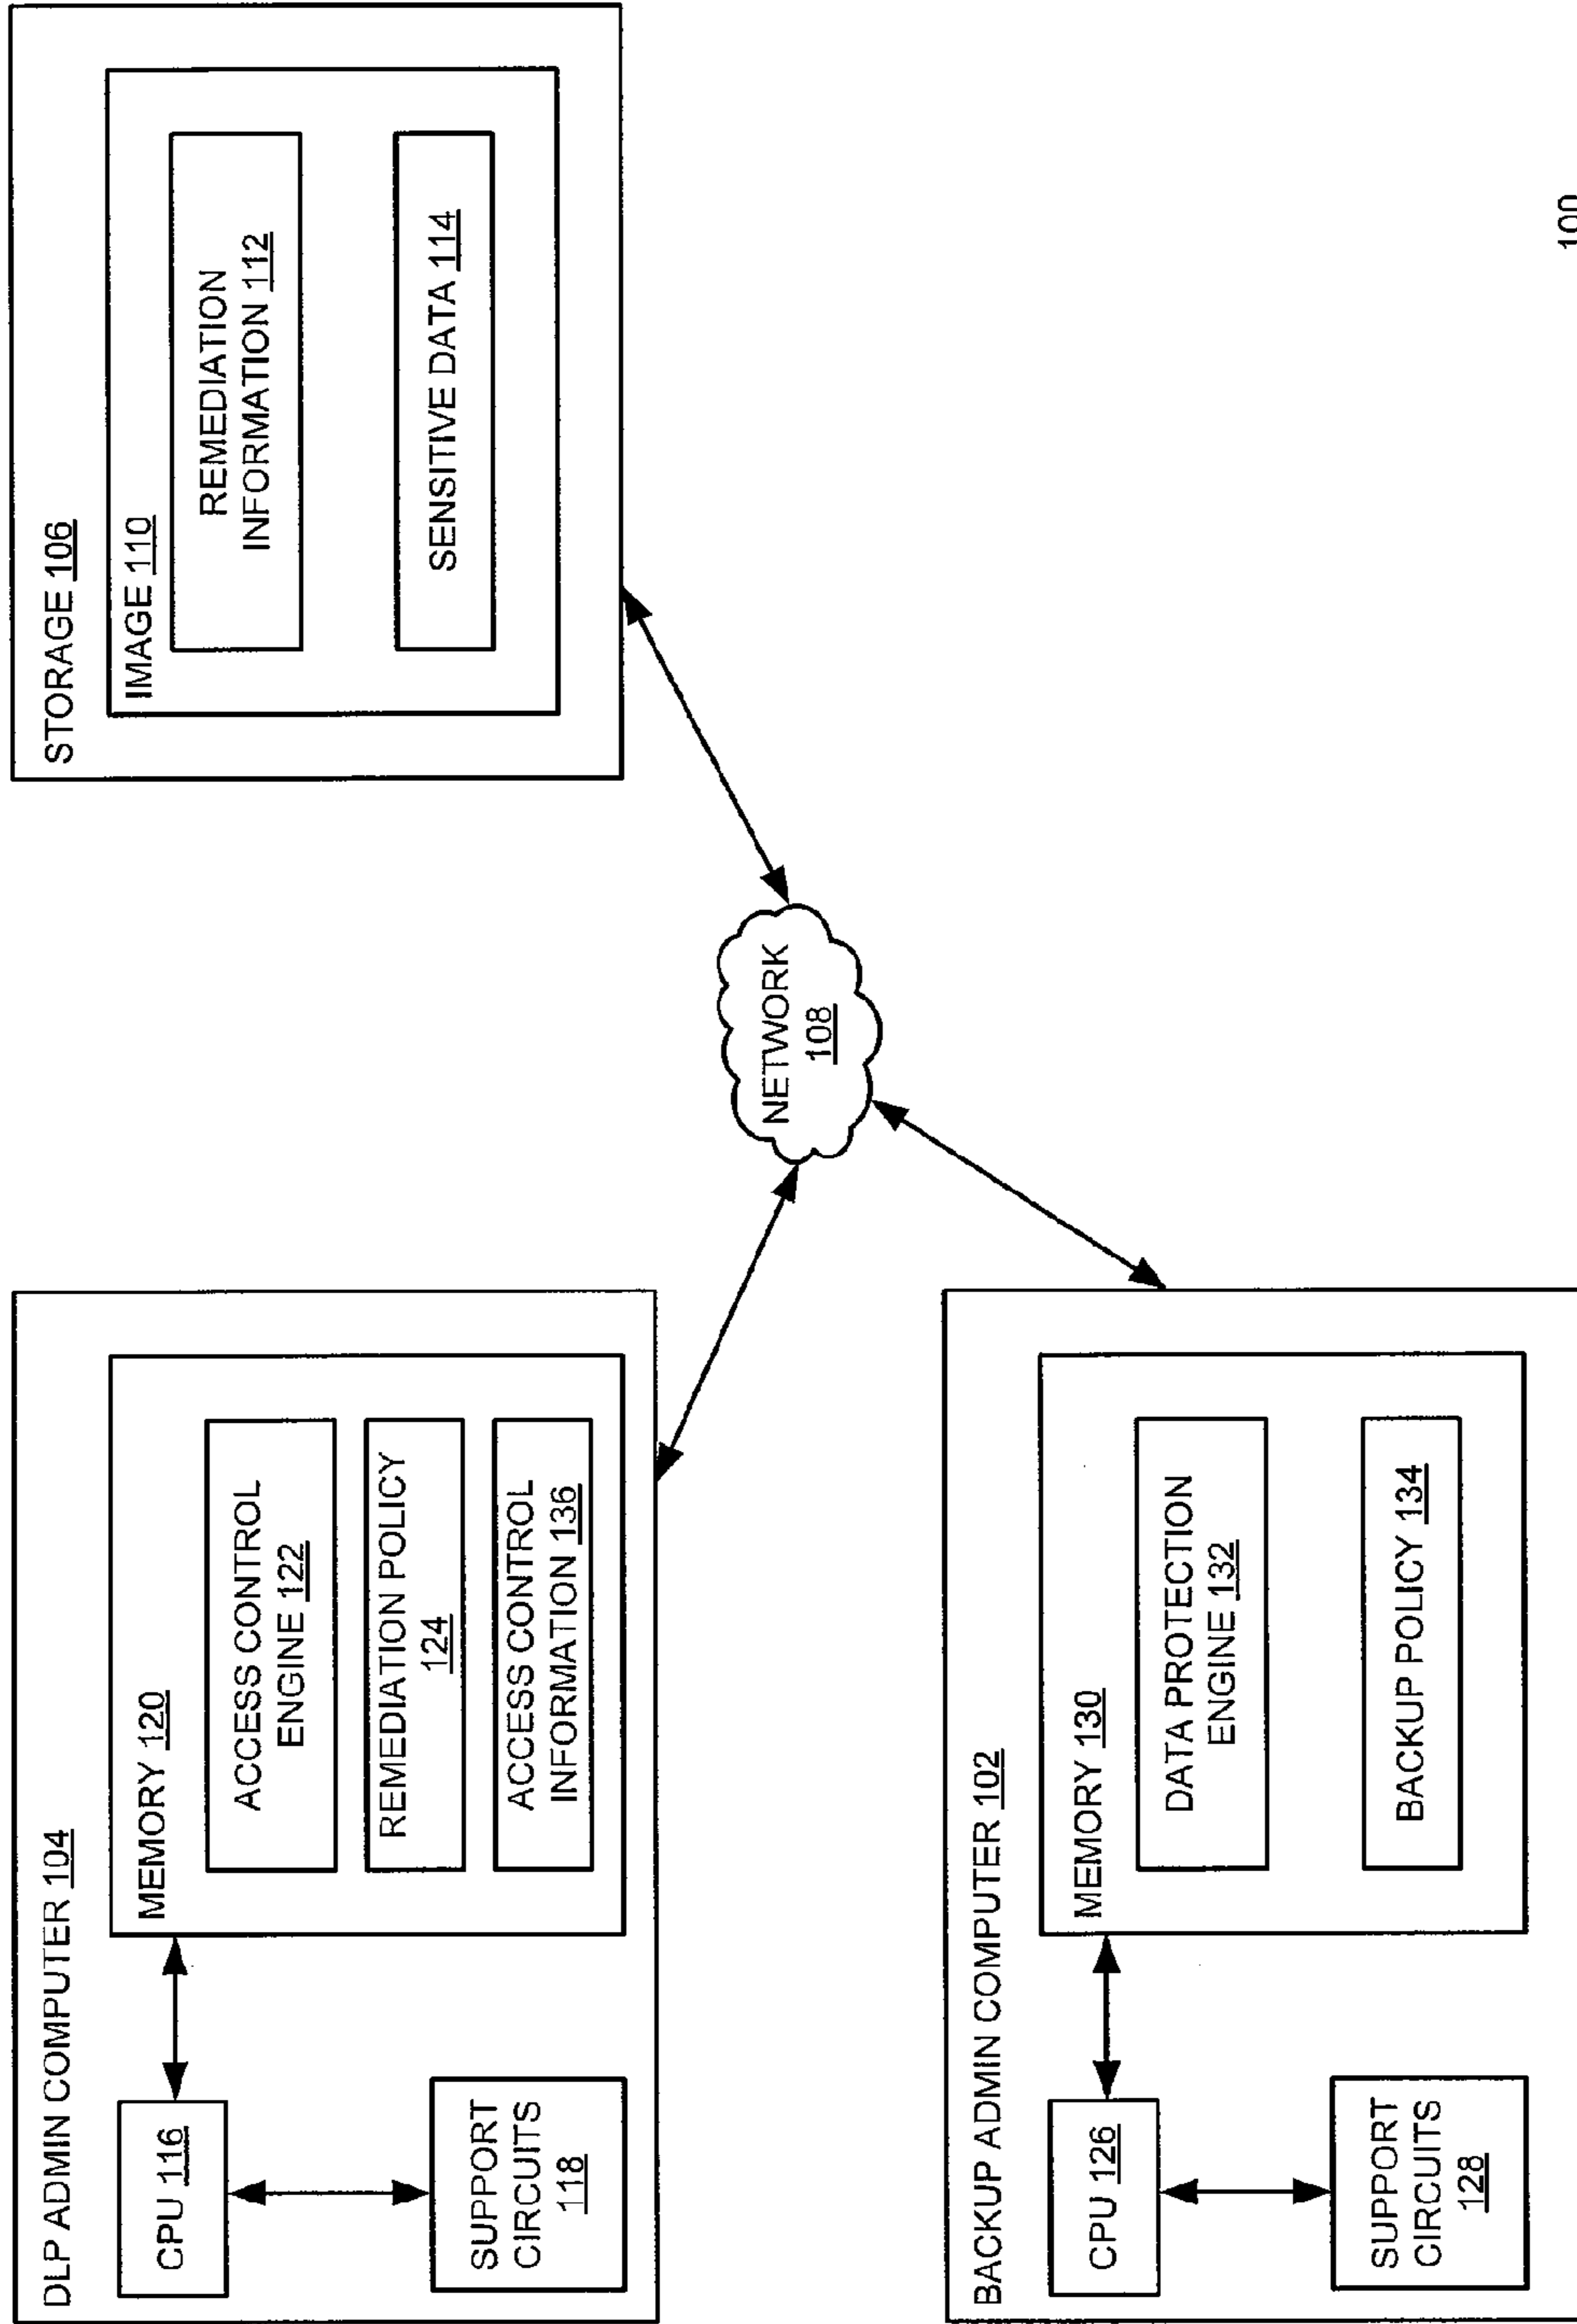 DLP ADMIN COMPUTER 104
CPU 116
SUPPORT
CIRCUITS
118
MEMORY 120
ACCESS CONTROL
ENGINE 122
REMEDIATION POLICY
124
ACCESS CONTROL
INFORMATION 136
STORAGE 106
IMAGE 110
REMEDIATION
INFORMATION 112
SENSITIVE DATA 114
NETWORK
108
BACKUP ADMIN COMPUTER 102
CPU 126
SUPPORT
CIRCUITS
128
MEMORY 130
DATA PROTECTION
ENGINE 132
BACKUP POLICY 134
100